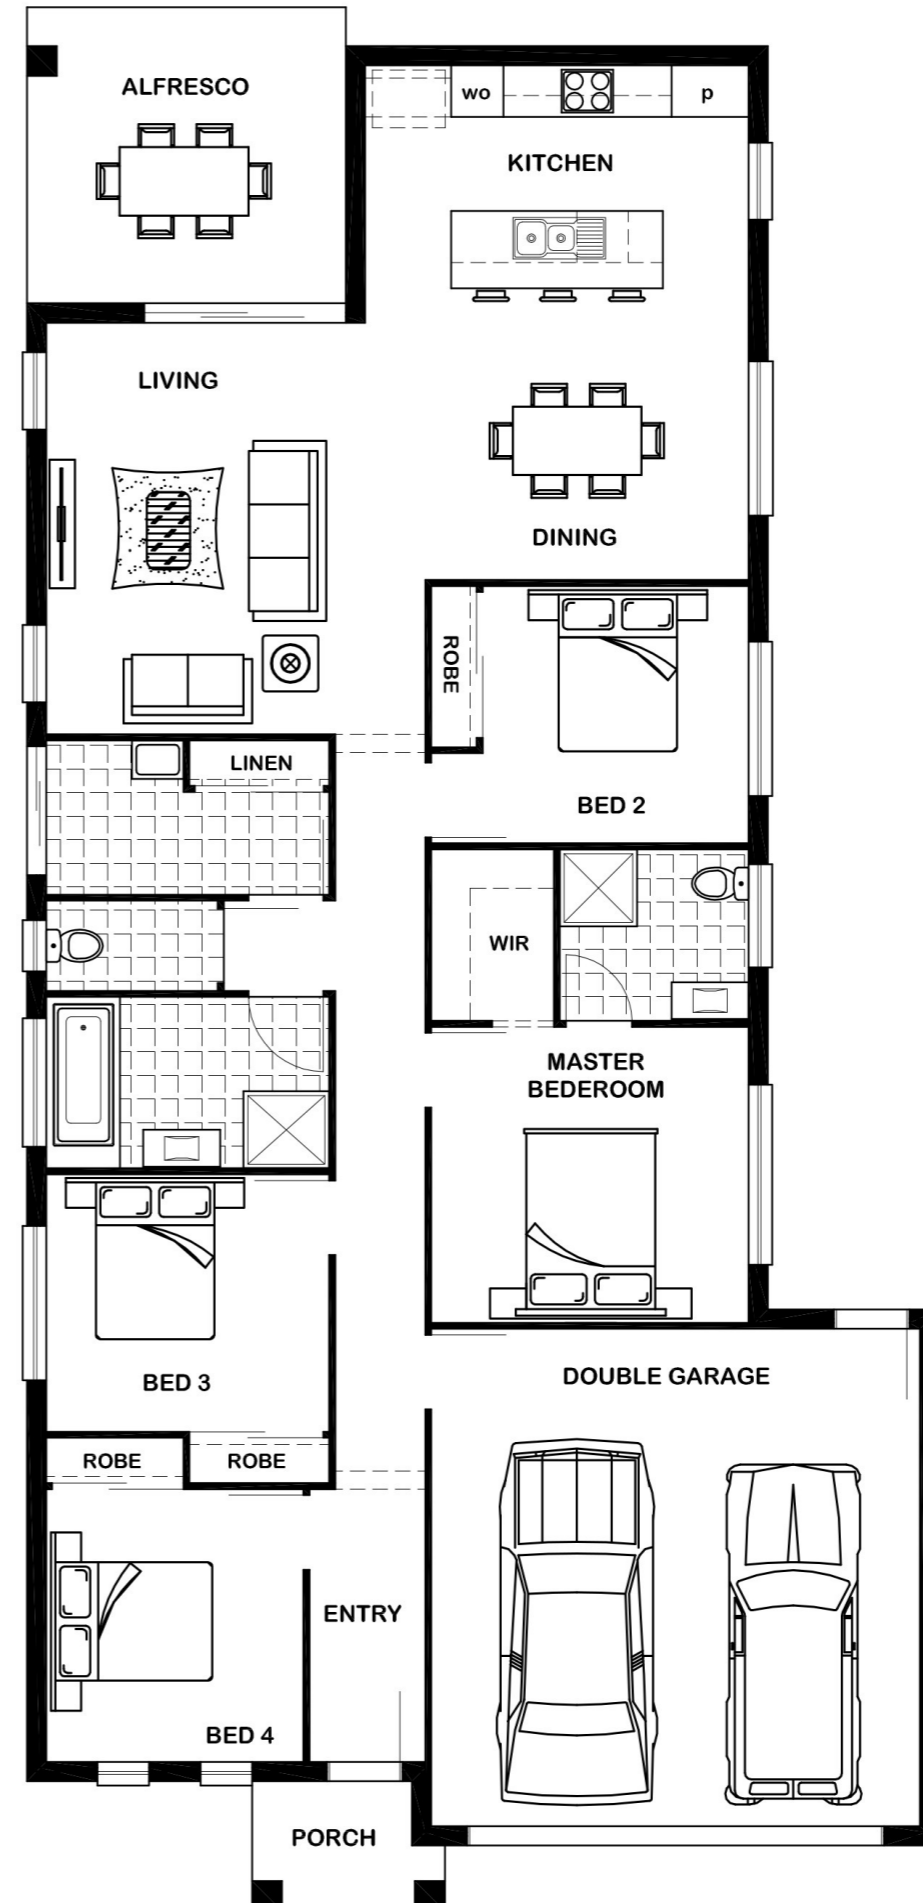 ALFRESCO
wo
p
KITCHEN
LIVING
DINING
ROBE
LINEN
BED 2
WIR
MASTER
BEDEROOM
DOUBLE GARAGE
BED 3
ROBE
ROBE
ENTRY
BED 4
PORCH